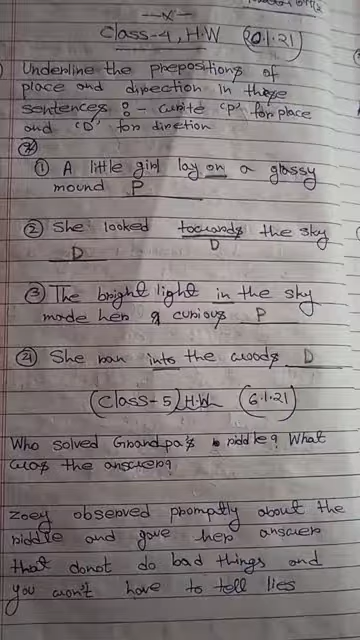 Class-4, H.W 20.1.21
Underline the prepositions of
place and direction in these
sentences :- write 'P' for place
and 'D' for diretion
① A little girl lay on a glassy
mound P
② She looked towards the sky
D
D
③ The bright light in the sky
made her curious P
④ She ran into the woods D
Class-5 H.W 6.1.21
Who solved Grandpa's riddle? What
was the answer?
Zoey observed promptly about the
riddle and gave her answer
that donot do bad things and
you won't have to tell lies